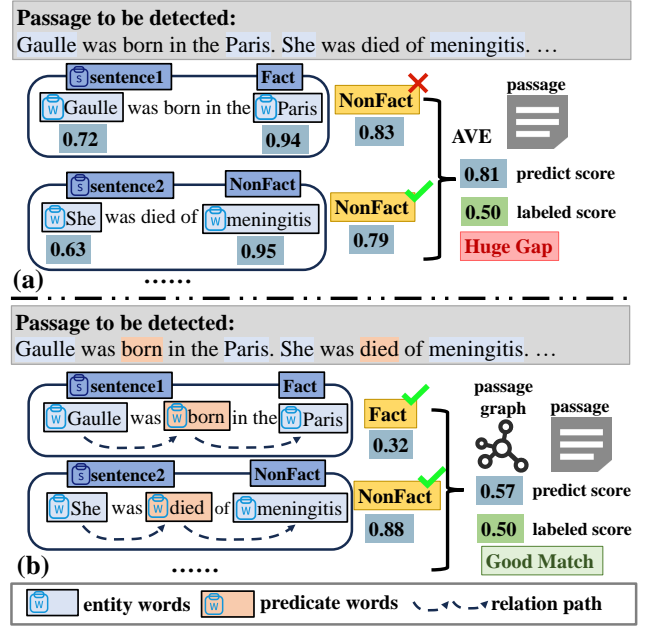 Passage to be detected:
Gaulle was born in the Paris. She was died of meningitis. …
S sentence1 Fact
W Gaulle was born in the W Paris
0.72 0.94
NonFact
0.83
S sentence2 NonFact
W She was died of W meningitis
0.63 0.95
NonFact
0.79
passage
AVE
0.81 predict score
0.50 labeled score
Huge Gap
(a) ……
Passage to be detected:
Gaulle was born in the Paris. She was died of meningitis. …
S sentence1 Fact
W Gaulle was W born in the W Paris
Fact
0.32
S sentence2 NonFact
W She was W died of W meningitis
NonFact
0.88
passage
graph
passage
0.57 predict score
0.50 labeled score
Good Match
(b) ……
W entity words W predicate words relation path